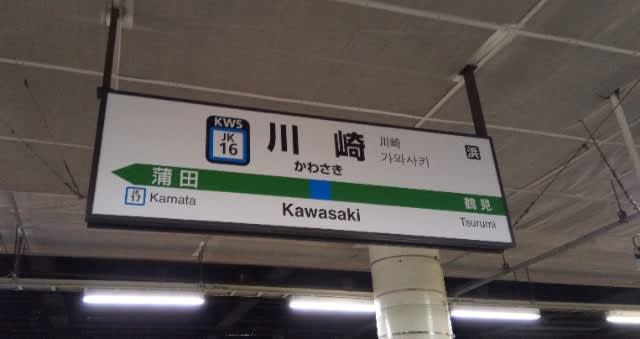 KWS
JK
16
川崎
かわさき
川崎
가와사키
浜
蒲田
鶴見
JK
17
Kamata
Kawasaki
Tsurumi